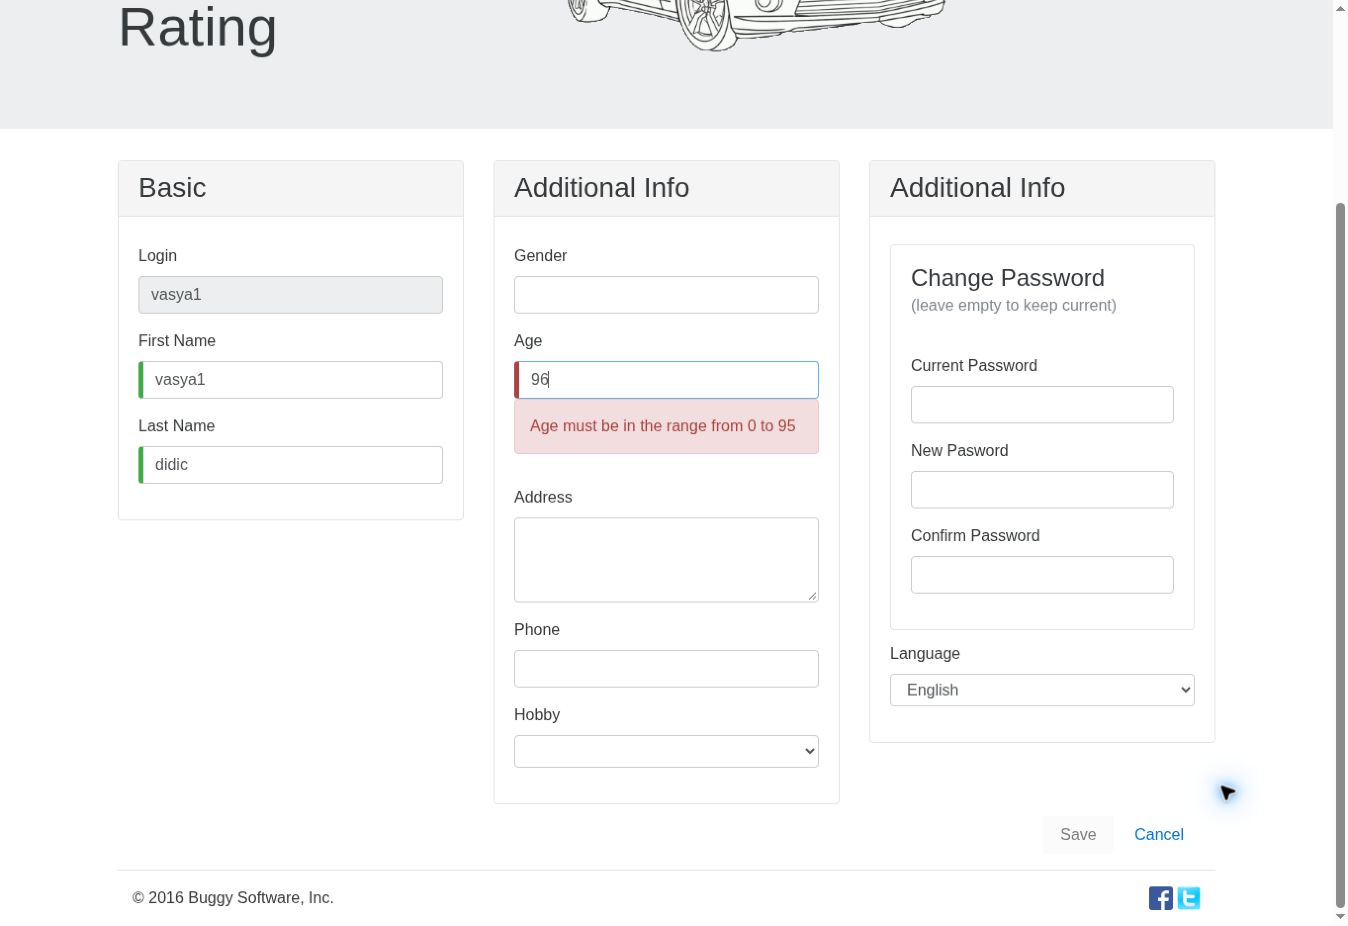 Rating
Basic
Login
vasya1
First Name
vasya1
Last Name
didic
Additional Info
Gender
Age
96
Age must be in the range from 0 to 95
Address
Phone
Hobby
Additional Info
Change Password
(leave empty to keep current)
Current Password
New Pasword
Confirm Password
Language
English
Save
Cancel
© 2016 Buggy Software, Inc.